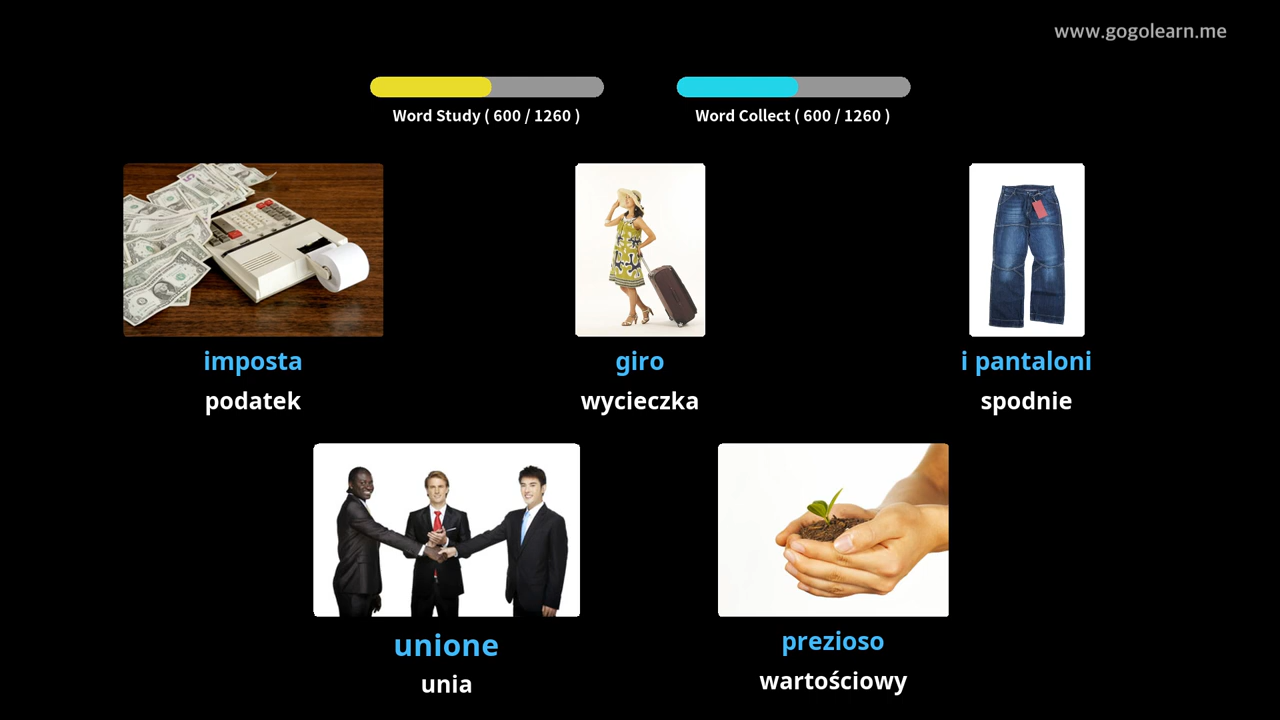 www.gogolearn.me
Word Study ( 600 / 1260 )
Word Collect ( 600 / 1260 )
imposta
podatek
giro
wycieczka
i pantaloni
spodnie
unione
unia
prezioso
wartościowy